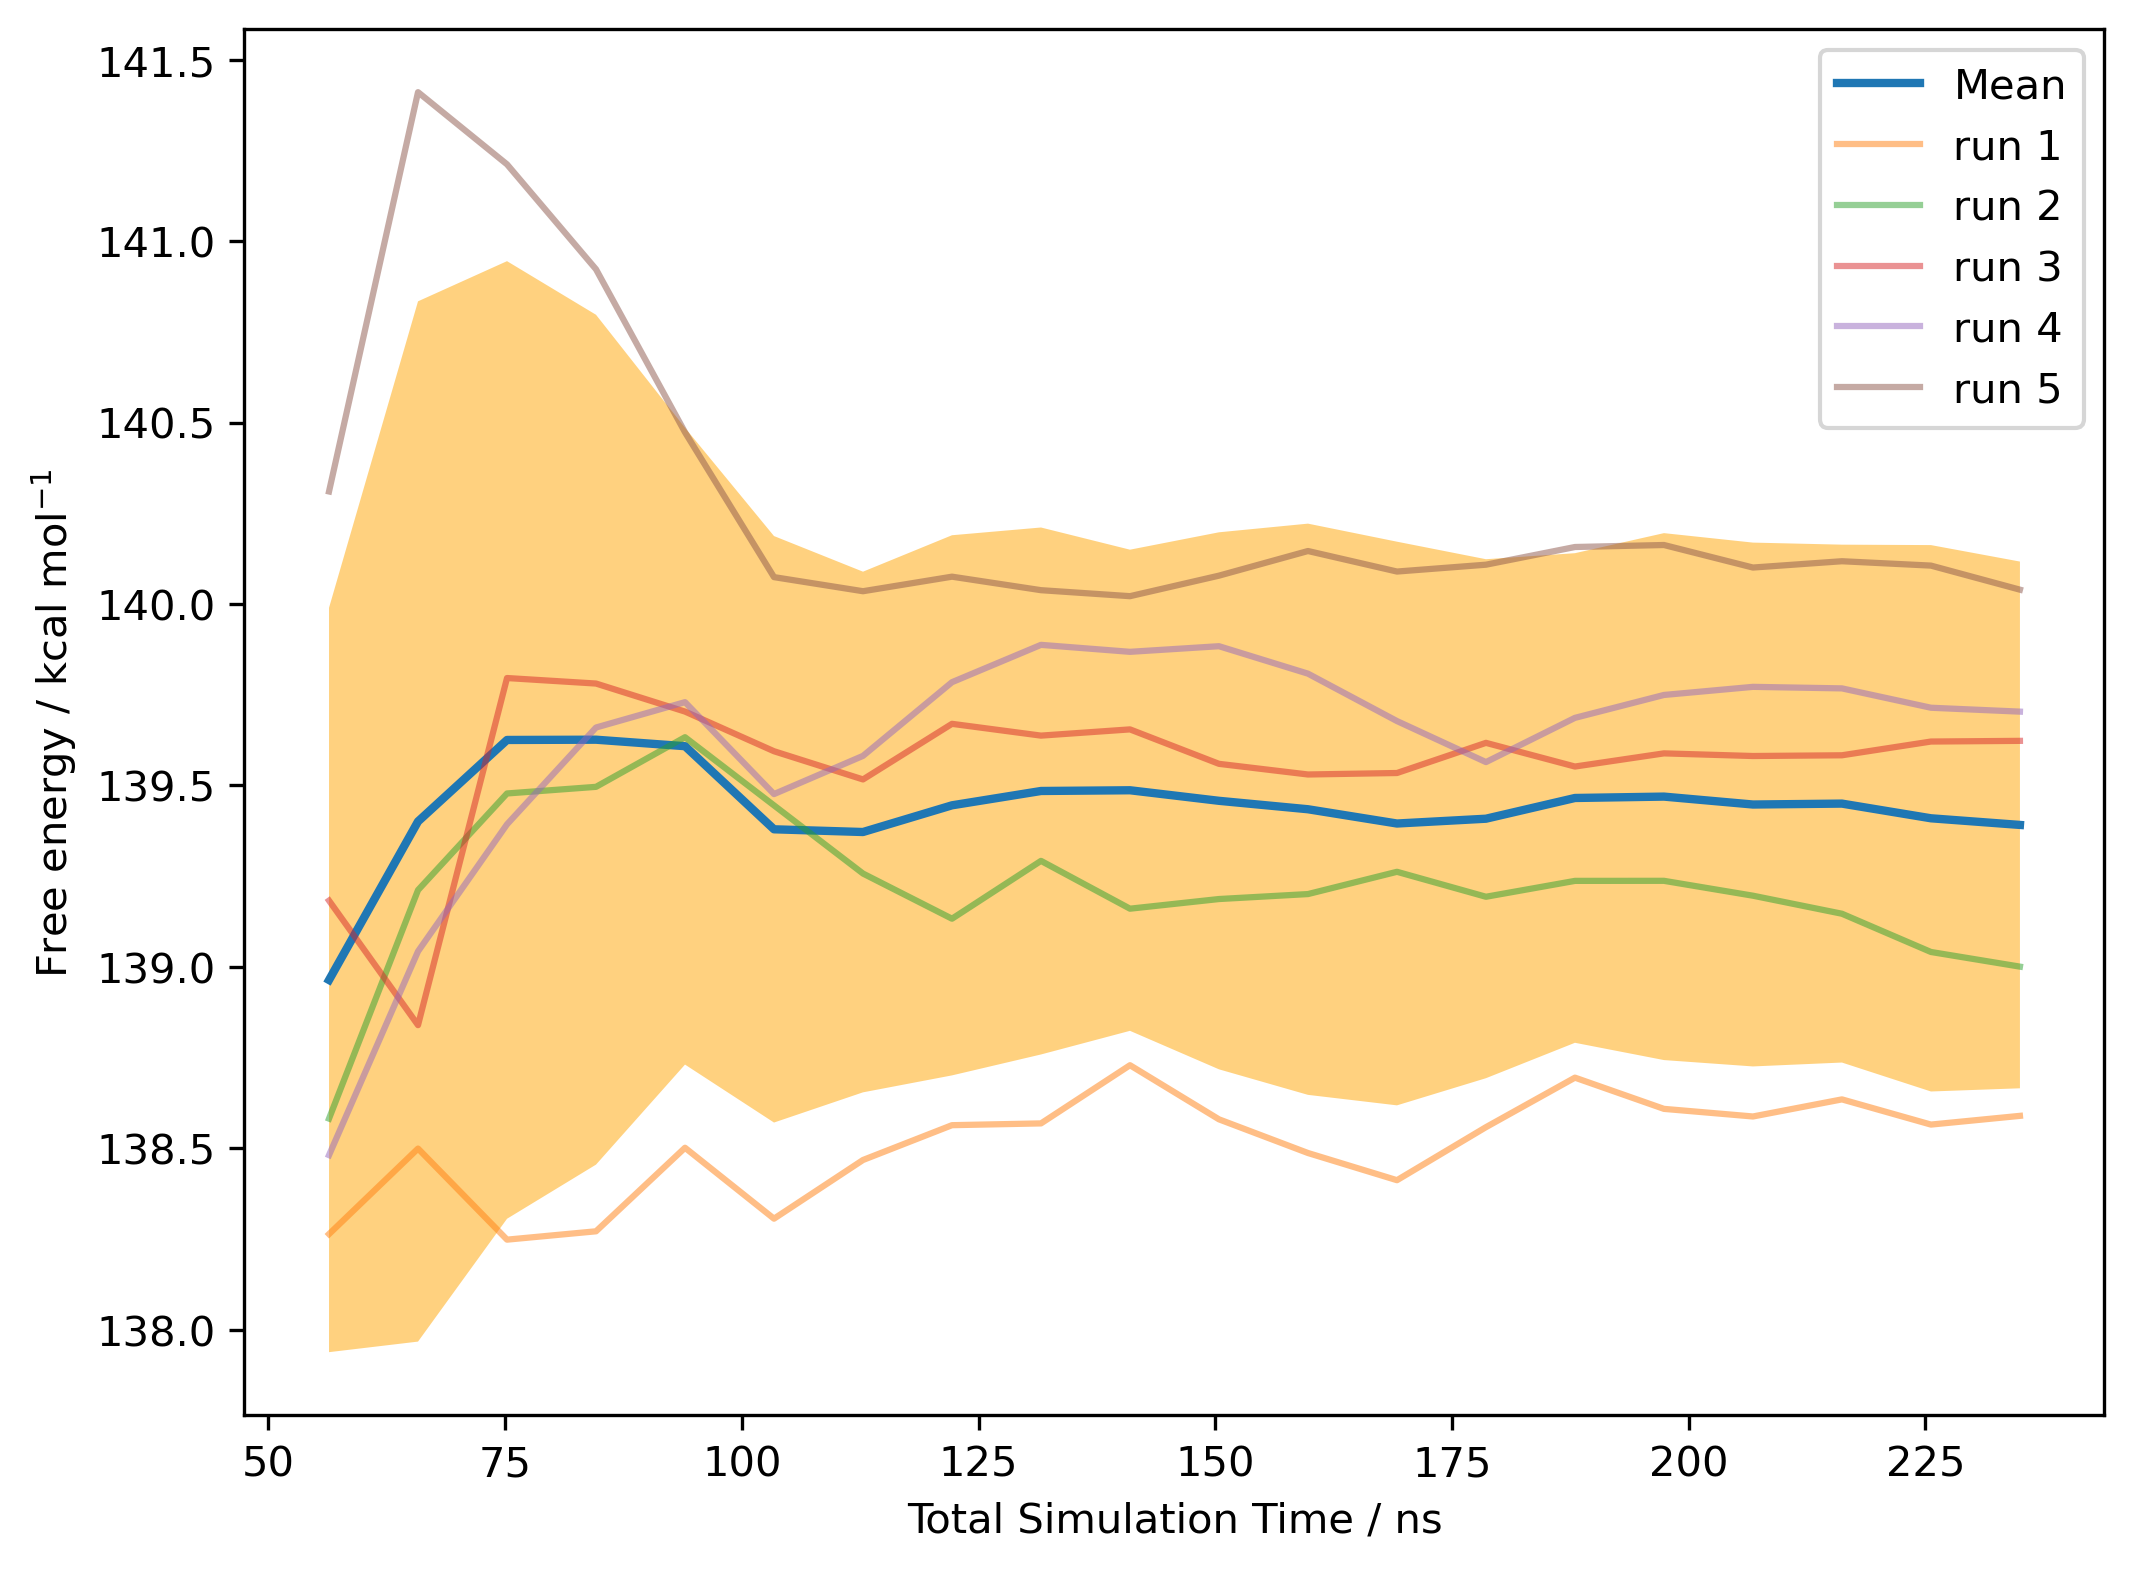 141.5
141.0
140.5
140.0
139.5
139.0
138.5
138.0
Free energy / kcal mol⁻¹
50 75 100 125 150 175 200 225
Total Simulation Time / ns
Mean
run 1
run 2
run 3
run 4
run 5